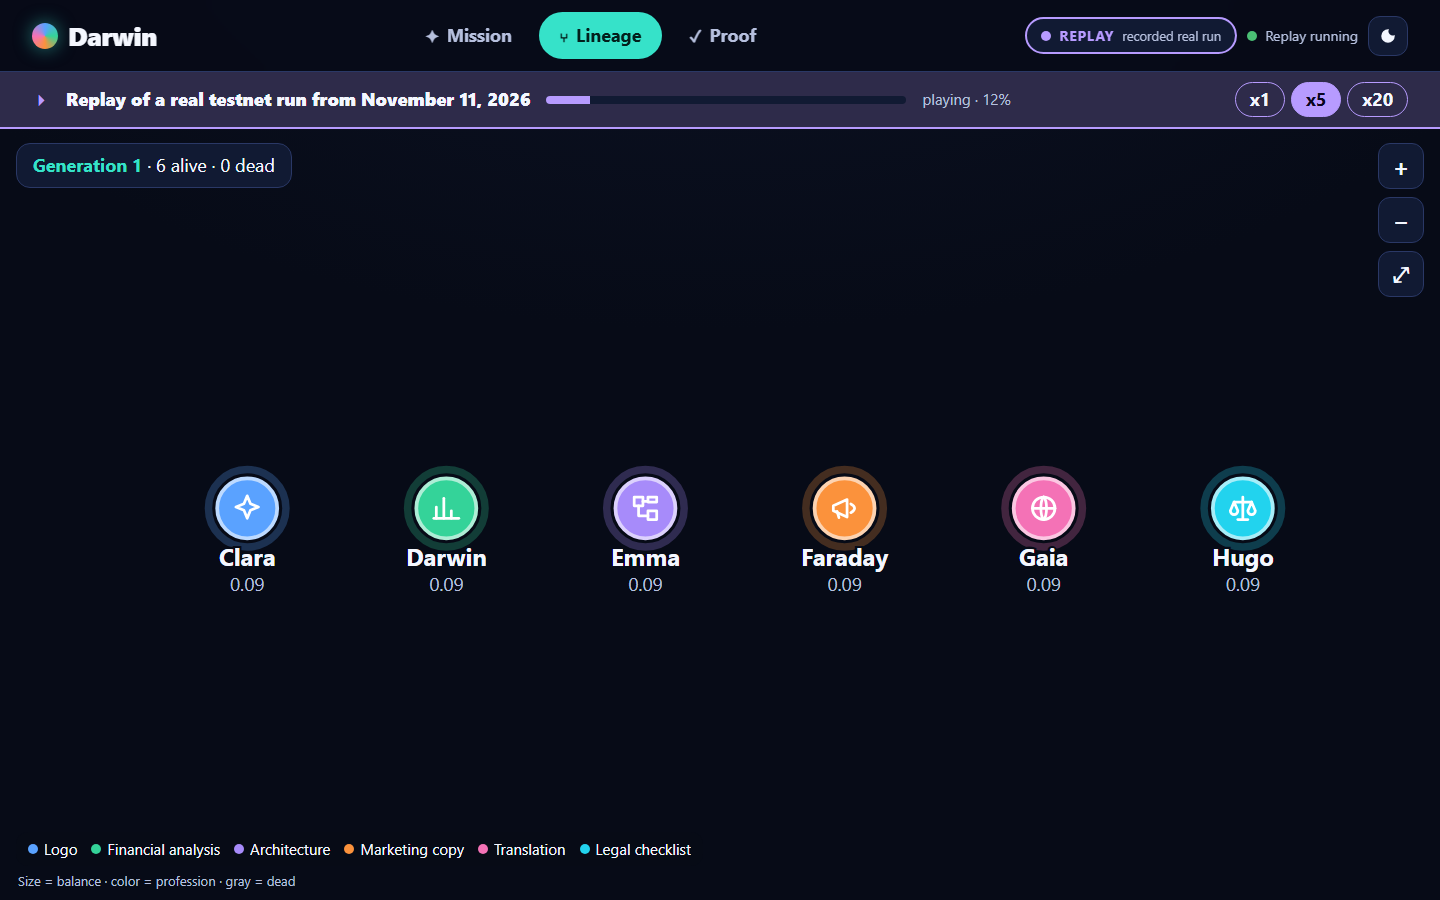 Darwin
Mission
Lineage
Proof
REPLAY recorded real run
Replay running
Replay of a real testnet run from November 11, 2026
playing · 12%
x1
x5
x20
Generation 1 · 6 alive · 0 dead
+
−
Clara
0.09
Darwin
0.09
Emma
0.09
Faraday
0.09
Gaia
0.09
Hugo
0.09
Logo
Financial analysis
Architecture
Marketing copy
Translation
Legal checklist
Size = balance · color = profession · gray = dead